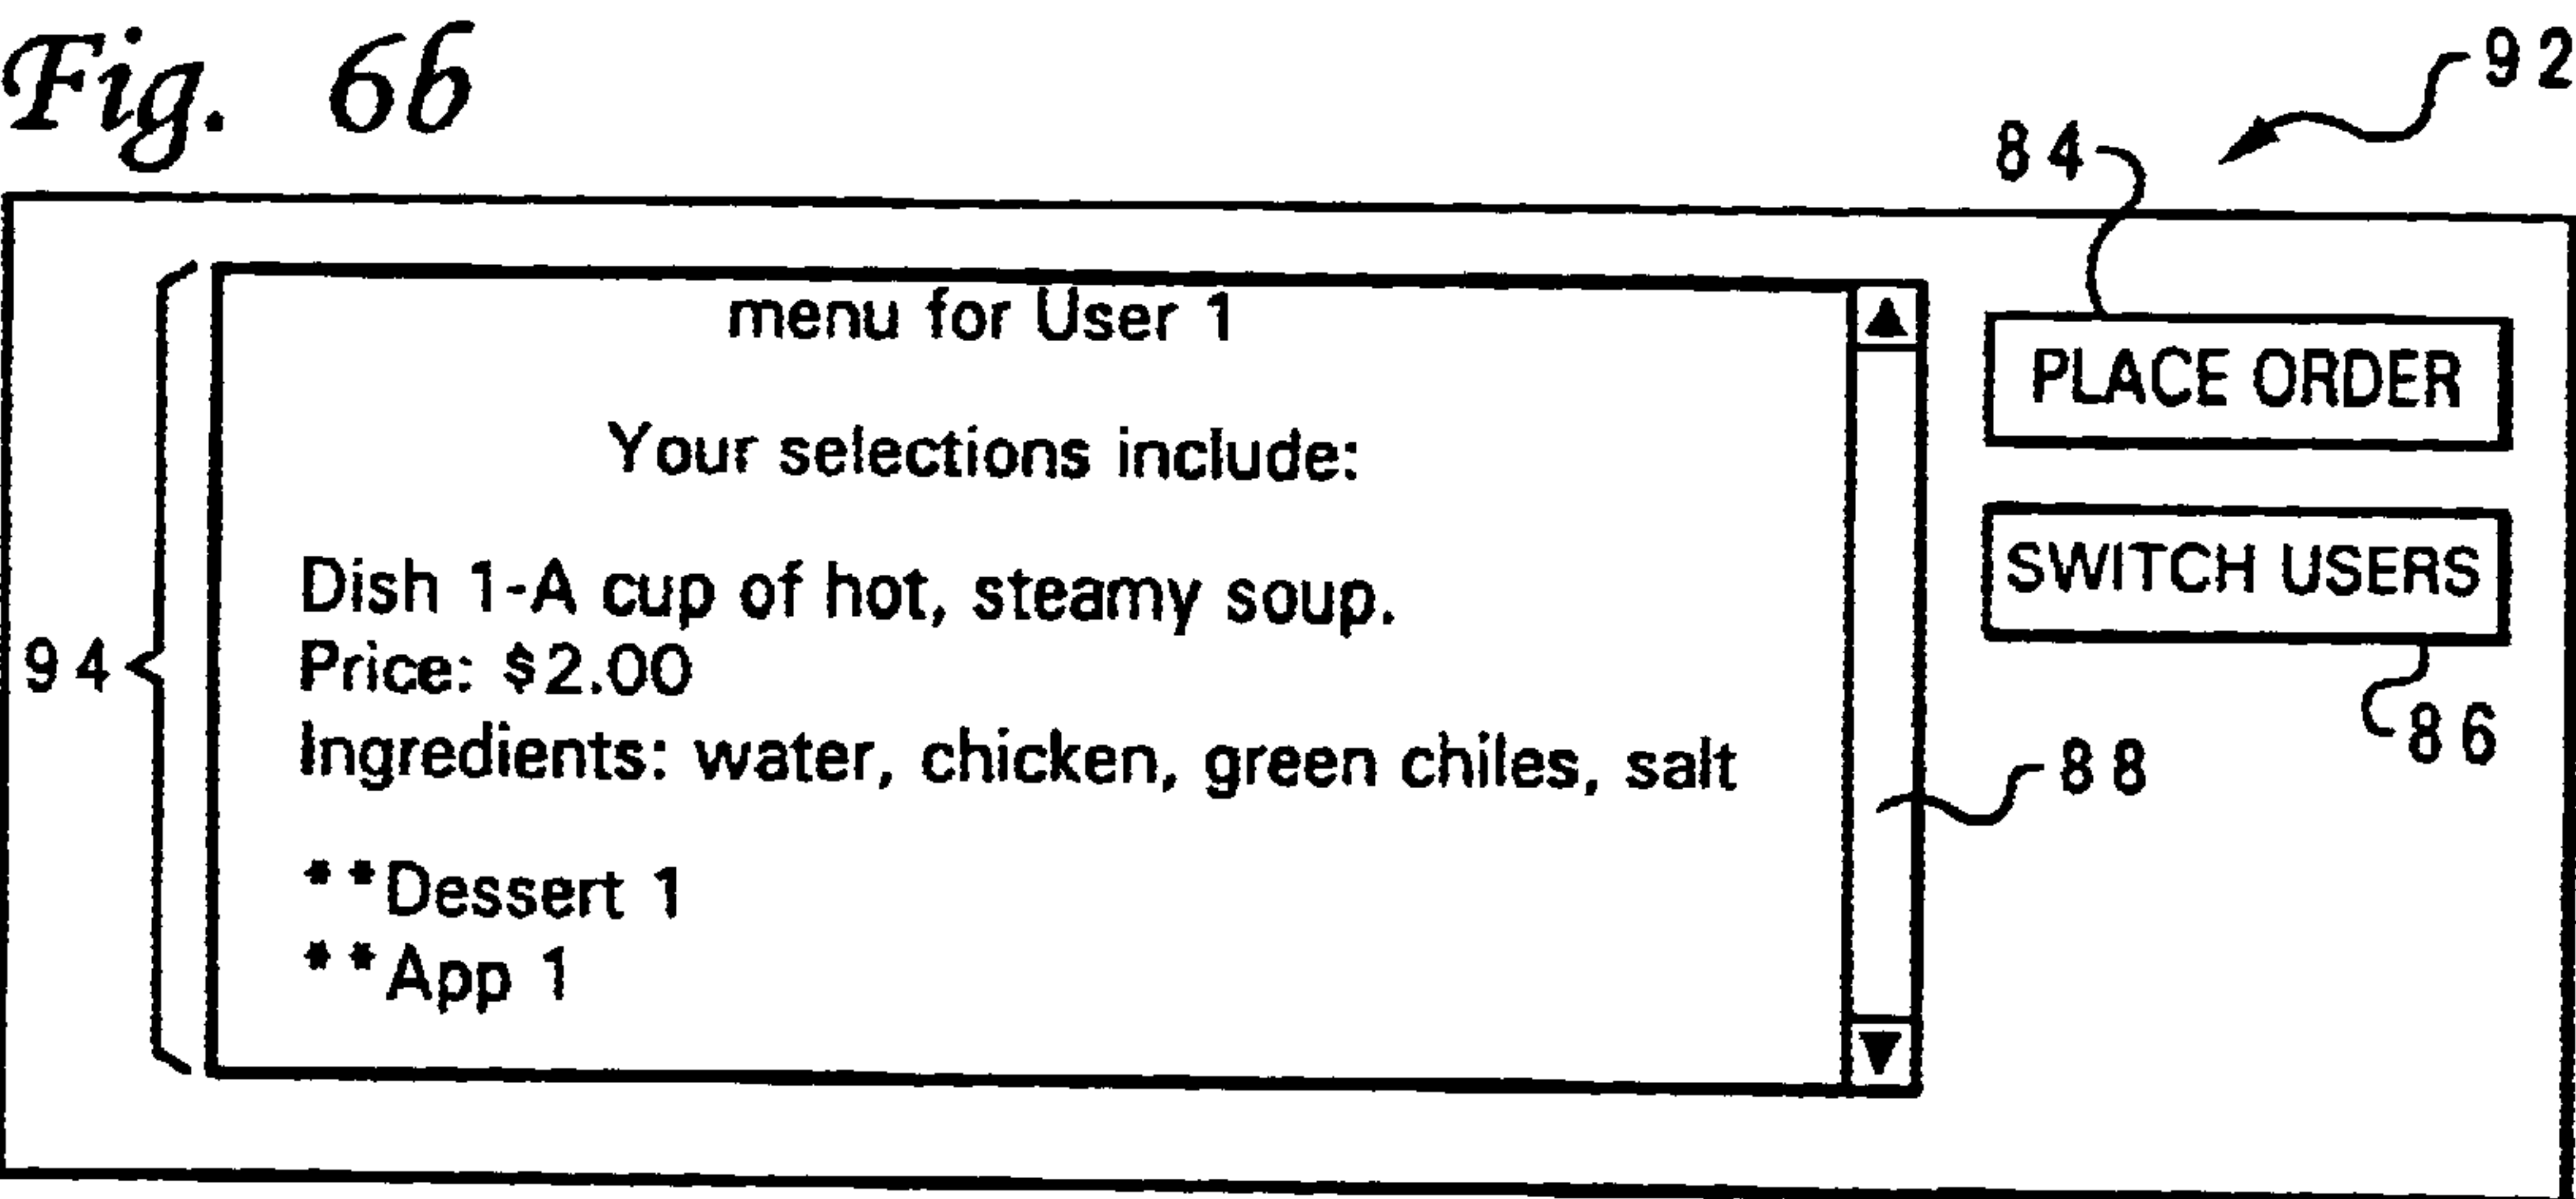 Fig. 6b
92
84
menu for User 1
PLACE ORDER
Your selections include:
SWITCH USERS
Dish 1-A cup of hot, steamy soup.
94
Price: $2.00
86
Ingredients: water, chicken, green chiles, salt
88
**Dessert 1
**App 1